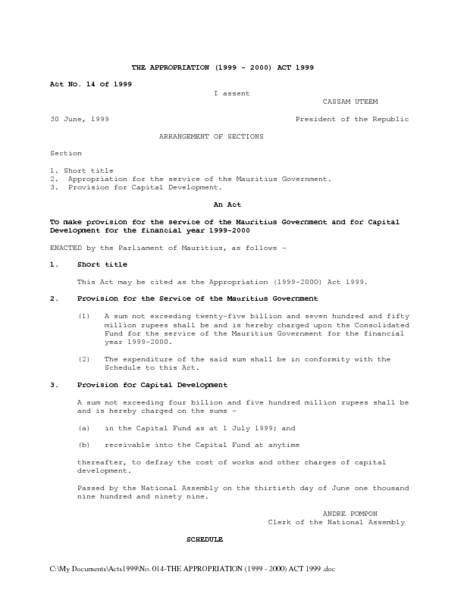 THE APPROPRIATION (1999 - 2000) ACT 1999
Act No. 14 of 1999
I assent
CASSAM UTEEM
30 June, 1999 President of the Republic
ARRANGEMENT OF SECTIONS
Section
1. Short title
2. Appropriation for the service of the Mauritius Government.
3. Provision for Capital Development.
An Act
To make provision for the service of the Mauritius Government and for Capital
Development for the financial year 1999-2000
ENACTED by the Parliament of Mauritius, as follows -
1. Short title
This Act may be cited as the Appropriation (1999-2000) Act 1999.
2. Provision for the Service of the Mauritius Government
(1) A sum not exceeding twenty-five billion and seven hundred and fifty
million rupees shall be and is hereby charged upon the Consolidated
Fund for the service of the Mauritius Government for the financial
year 1999-2000.
(2) The expenditure of the said sum shall be in conformity with the
Schedule to this Act.
3. Provision for Capital Development
A sum not exceeding four billion and five hundred million rupees shall be
and is hereby charged on the sums -
(a) in the Capital Fund as at 1 July 1999; and
(b) receivable into the Capital Fund at anytime
thereafter, to defray the cost of works and other charges of capital
development.
Passed by the National Assembly on the thirtieth day of June one thousand
nine hundred and ninety nine.
ANDRE POMPON
Clerk of the National Assembly
SCHEDULE
C:\My Documents\Acts1999\No. 014-THE APPROPRIATION (1999 - 2000) ACT 1999 .doc